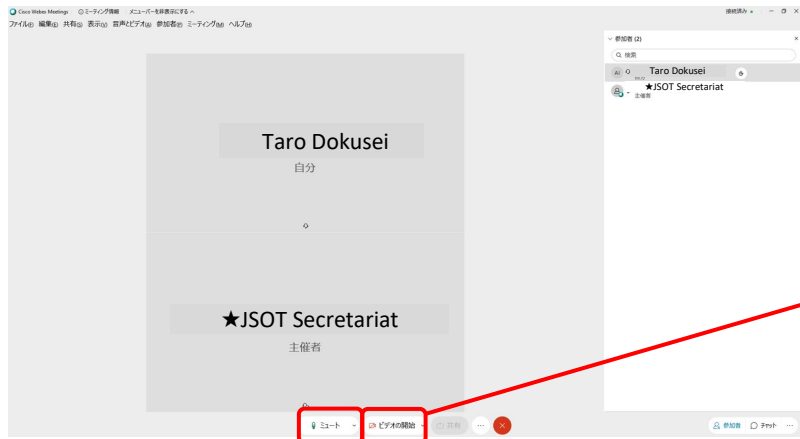 Cisco Webex Meetings ミーティング情報 メニューバーを非表示にする 接続済み
ファイル(F) 編集(E) 共有(S) 表示(V) 音声とビデオ(A) 参加者(P) ミーティング(M) ヘルプ(H)
参加者 (2)
検索
AI Taro Dokusei
★JSOT Secretariat
主催者
Taro Dokusei
自分
★JSOT Secretariat
主催者
ミュート ビデオの開始 共有
参加者 チャット